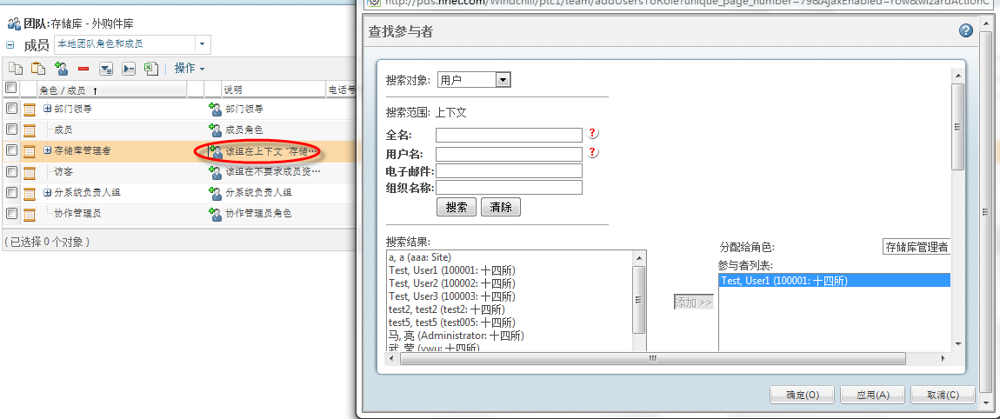 团队:存储库 - 外购件库
成员 本地团队角色和成员
操作
角色 / 成员 ↑ 说明 电话号
部门领导 部门领导
成员 成员角色
存储库管理者 该组在上下文 "存储…
访客 该组在不要求成员资…
分系统负责人组 分系统负责人组
协作管理员 协作管理员角色
( 已选择 0 个对象 )
http://pds.nriet.com/Windchill/ptc1/team/addUsersToRole?unique_page_number=79&AjaxEnabled=row&wizardActionC
查找参与者
搜索对象: 用户
搜索范围: 上下文
全名:
用户名:
电子邮件:
组织名称:
搜索 清除
搜索结果:
a, a (aaa: Site)
Test, User1 (100001: 十四所)
Test, User2 (100002: 十四所)
Test, User3 (100003: 十四所)
test2, test2 (test2: 十四所)
test5, test5 (test005: 十四所)
马, 亮 (Administrator: 十四所)
武, 莹 (ywu: 十四所)
添加 >>
分配给角色: 存储库管理者
参与者列表:
Test, User1 (100001: 十四所)
确定(O) 应用(A) 取消(C)